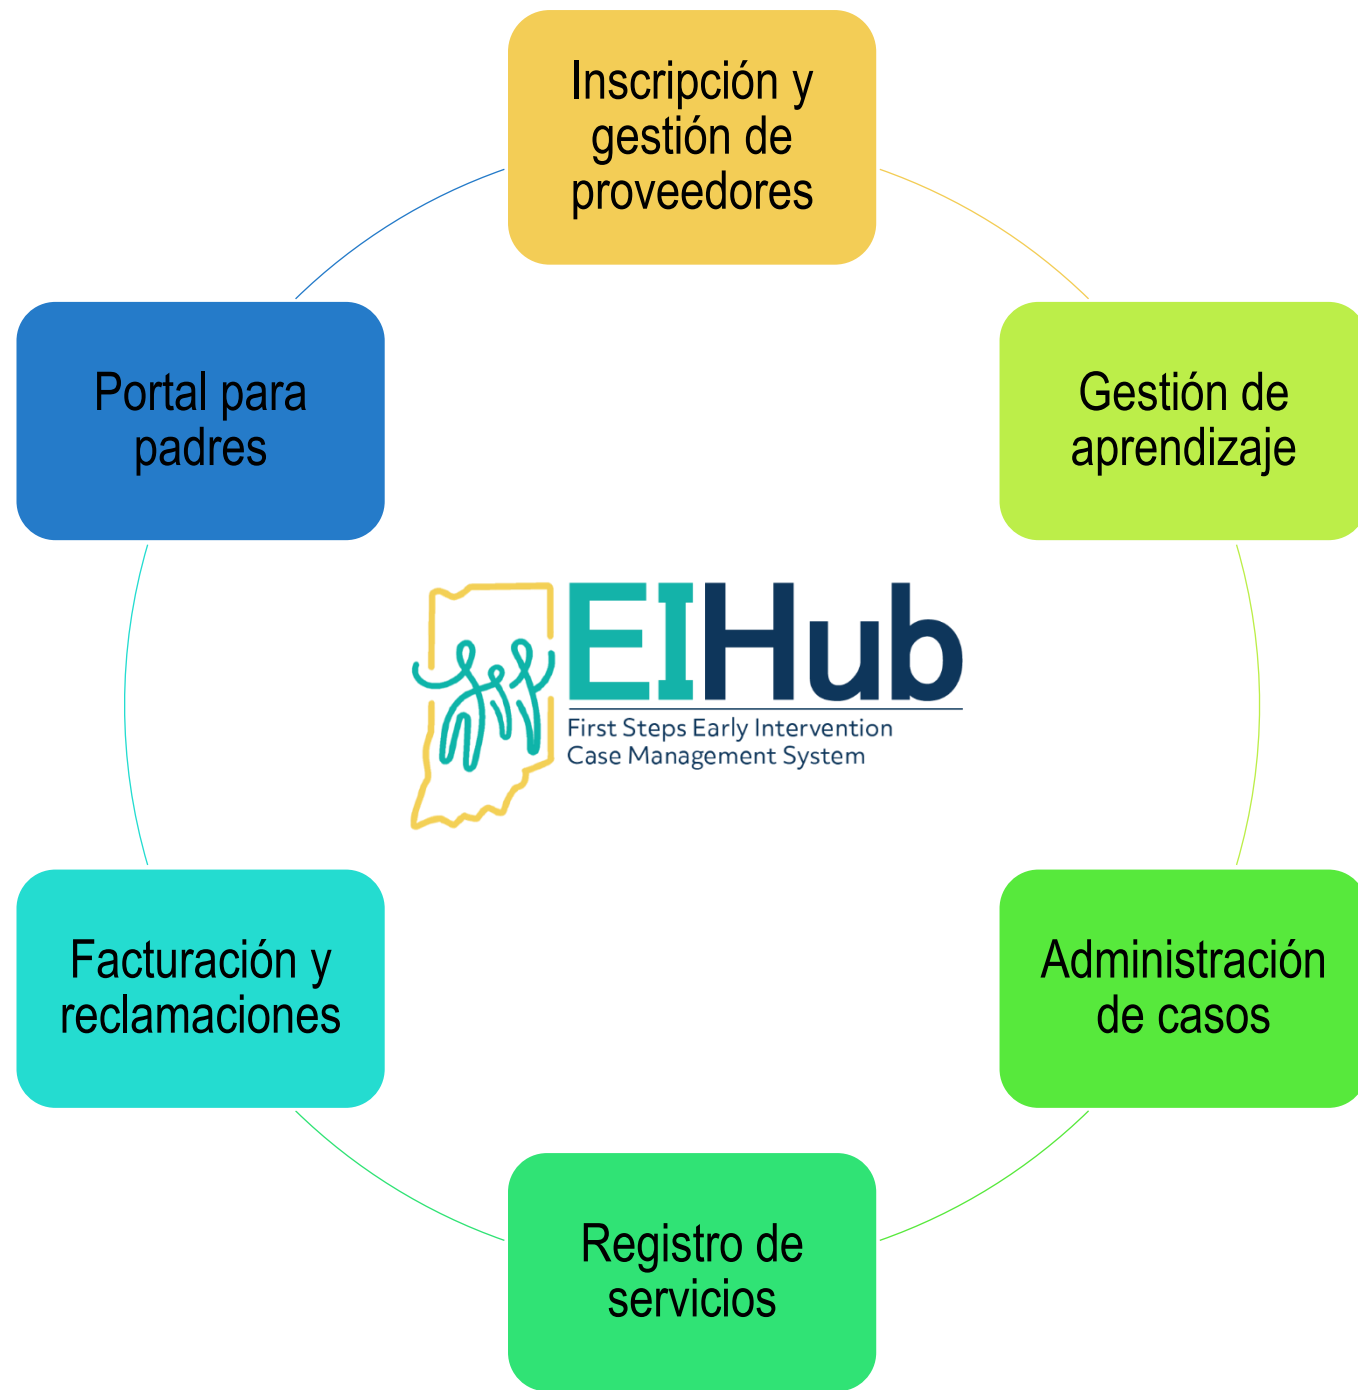 Inscripción y
gestión de
proveedores
Gestión de
aprendizaje
Administración
de casos
Registro de
servicios
Facturación y
reclamaciones
Portal para
padres
EIHub
First Steps Early Intervention
Case Management System